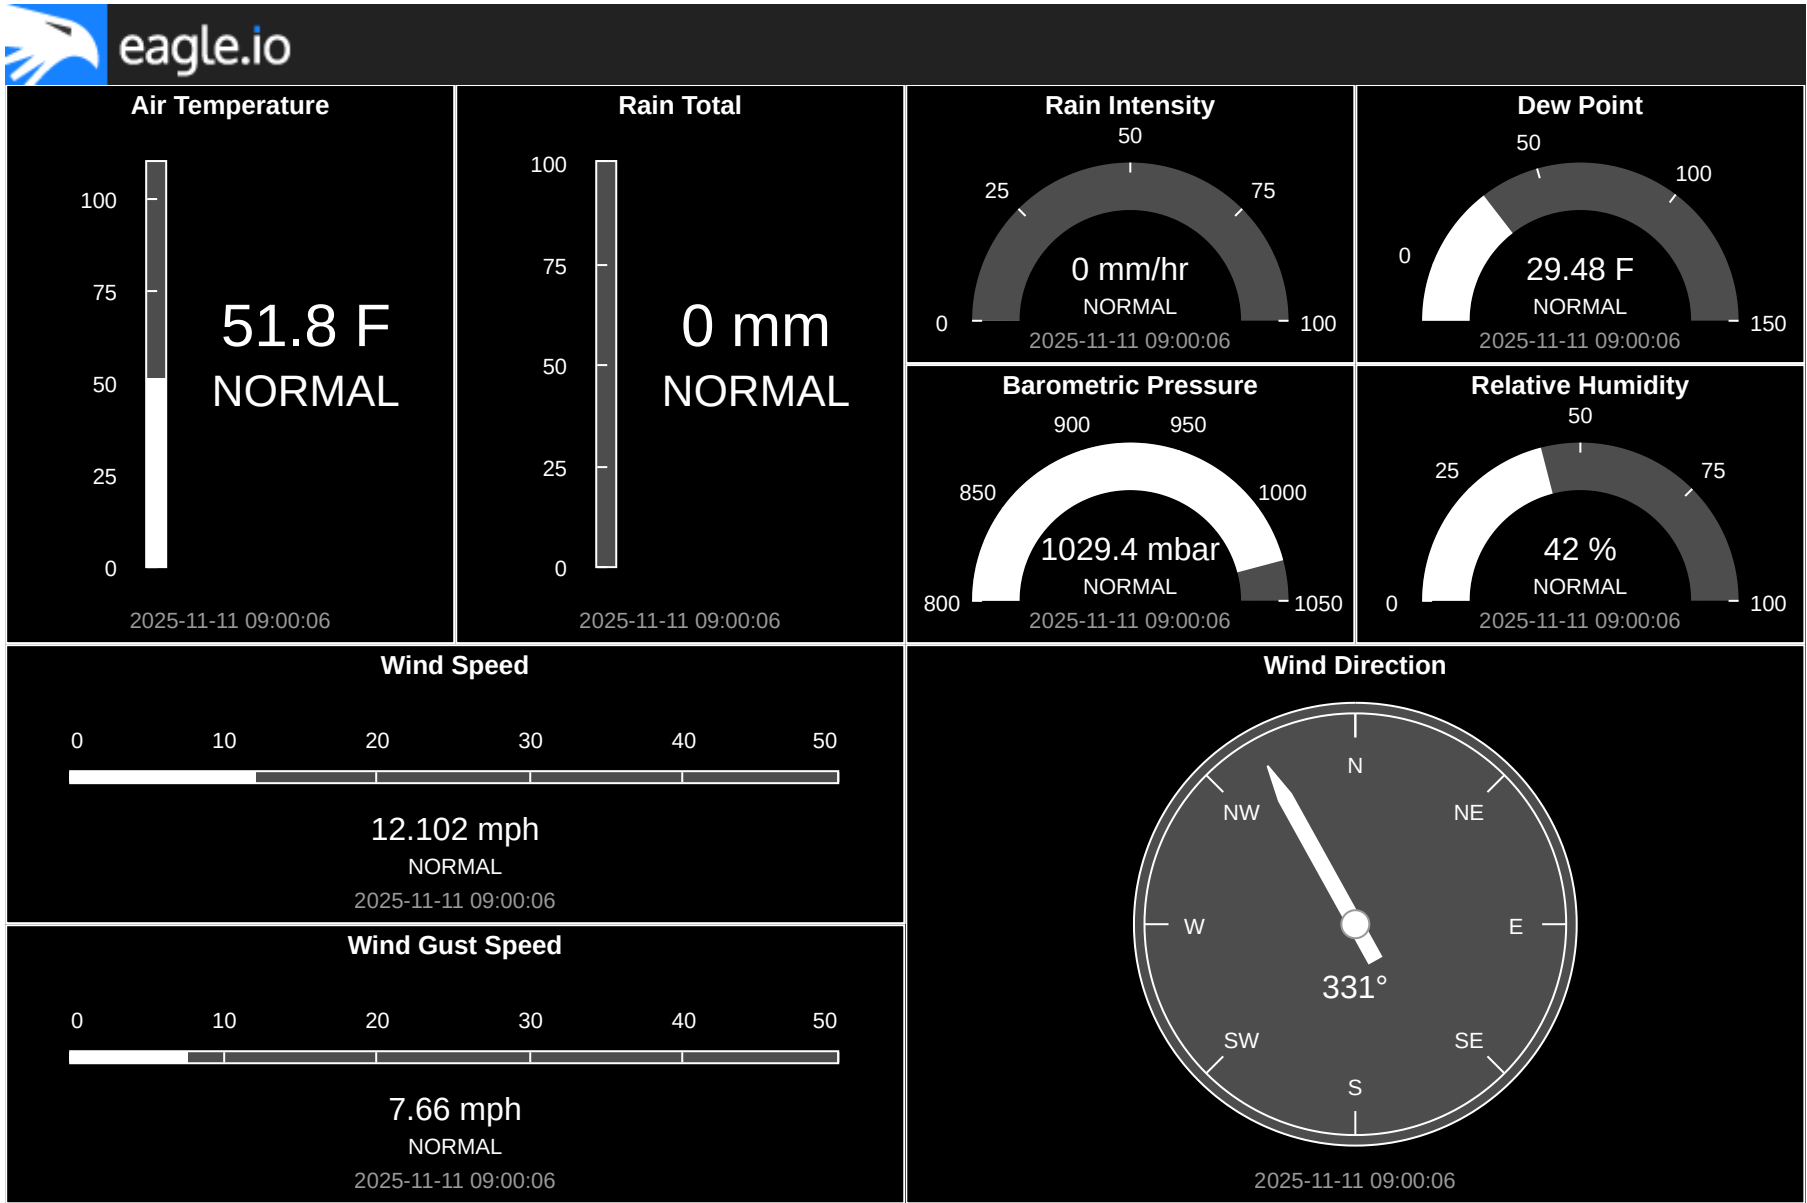 eagle.io
Air Temperature
100
75
50
25
0
51.8 F
NORMAL
2025-11-11 09:00:06
Rain Total
100
75
50
25
0
0 mm
NORMAL
2025-11-11 09:00:06
Rain Intensity
0
25
50
75
100
0 mm/hr
NORMAL
2025-11-11 09:00:06
Dew Point
0
50
100
150
29.48 F
NORMAL
2025-11-11 09:00:06
Barometric Pressure
800
850
900
950
1000
1050
1029.4 mbar
NORMAL
2025-11-11 09:00:06
Relative Humidity
0
25
50
75
100
42 %
NORMAL
2025-11-11 09:00:06
Wind Speed
0 10 20 30 40 50
12.102 mph
NORMAL
2025-11-11 09:00:06
Wind Gust Speed
0 10 20 30 40 50
7.66 mph
NORMAL
2025-11-11 09:00:06
Wind Direction
N
NW NE
W E
331°
SW SE
S
2025-11-11 09:00:06